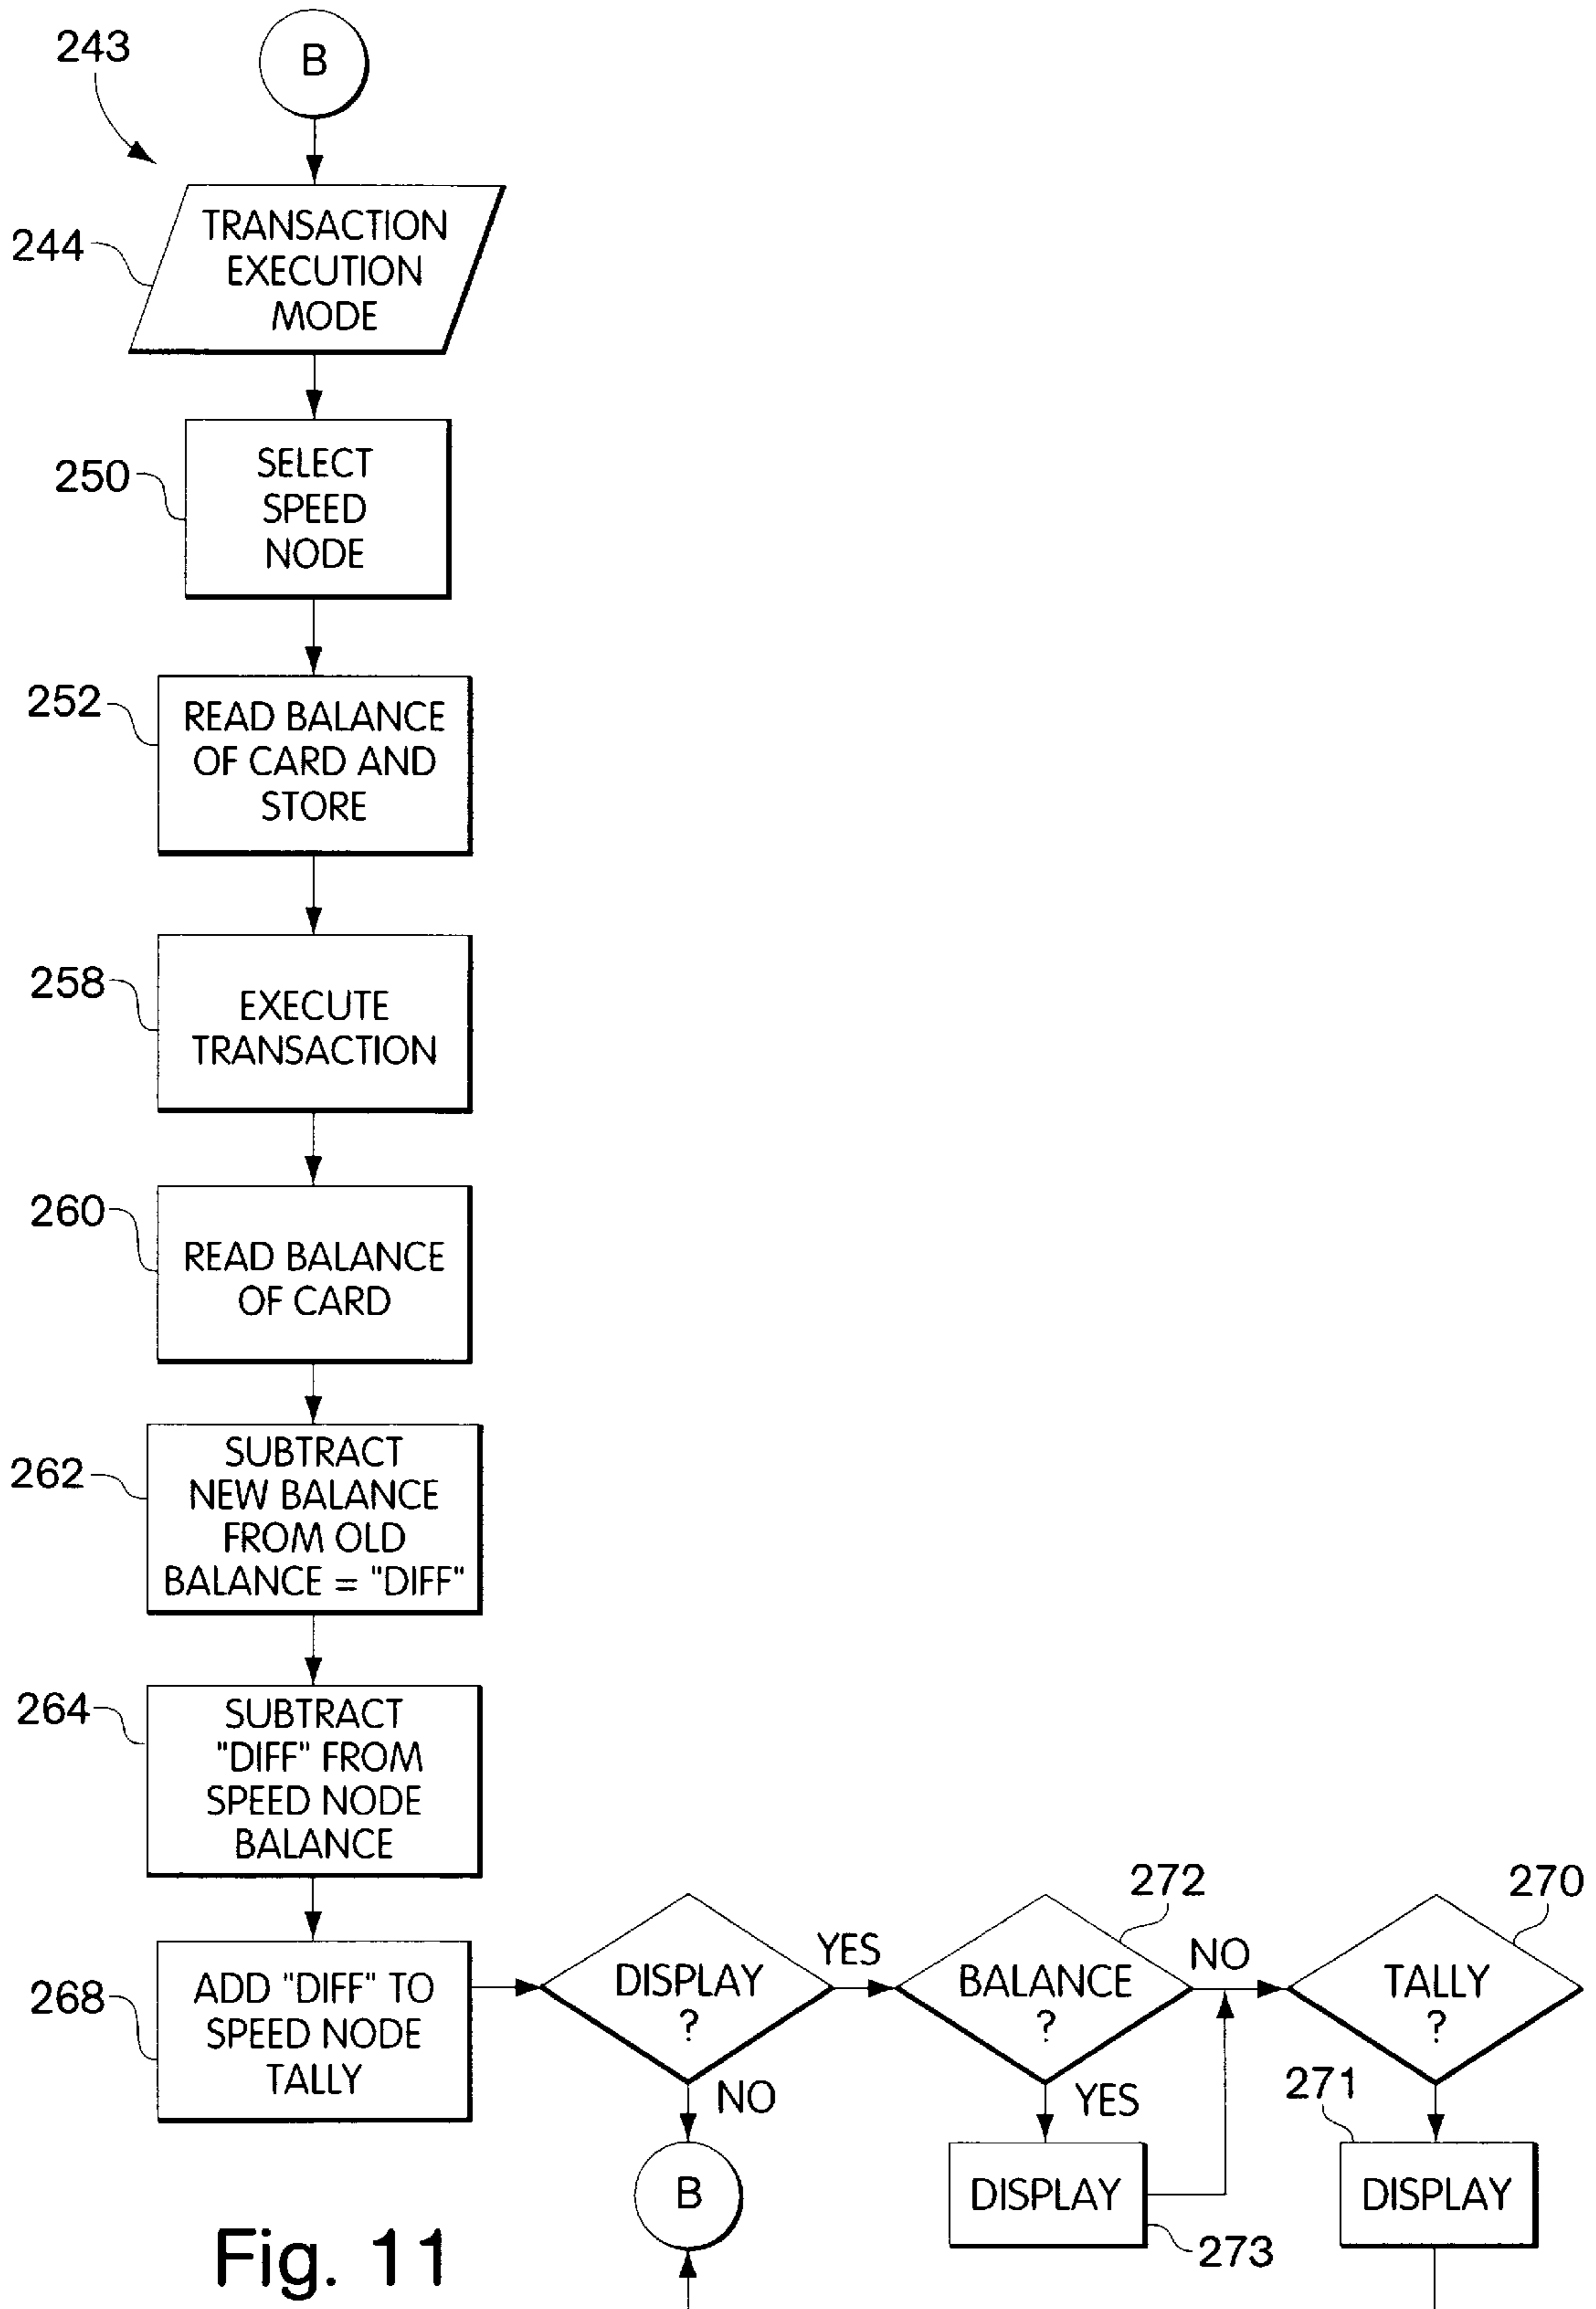 243
B
244
TRANSACTION
EXECUTION
MODE
250
SELECT
SPEED
NODE
252
READ BALANCE
OF CARD AND
STORE
258
EXECUTE
TRANSACTION
260
READ BALANCE
OF CARD
262
SUBTRACT
NEW BALANCE
FROM OLD
BALANCE = "DIFF"
264
SUBTRACT
"DIFF" FROM
SPEED NODE
BALANCE
268
ADD "DIFF" TO
SPEED NODE
TALLY
DISPLAY
?
YES
NO
B
272
BALANCE
?
NO
YES
DISPLAY
273
270
TALLY
?
271
DISPLAY
Fig. 11